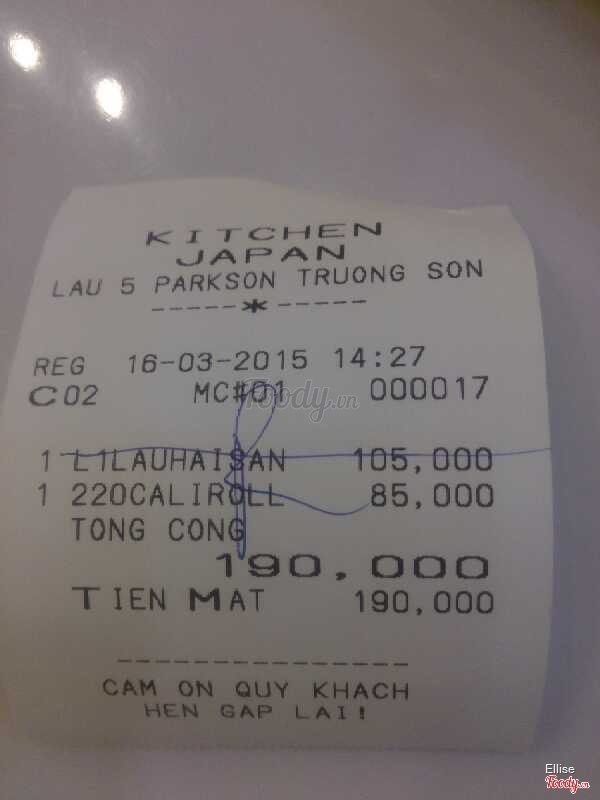 KITCHEN
JAPAN
LAU 5 PARKSON TRUONG SON
-----*-----
REG 16-03-2015 14:27
C02 MC#01 000017
Foody.vn
1 L1LAUHAISAN 105,000
1 220CALIROLL 85,000
TONG CONG
190,000
TIEN MAT 190,000
---------------
CAM ON QUY KHACH
HEN GAP LAI!
Ellise
Foody.vn